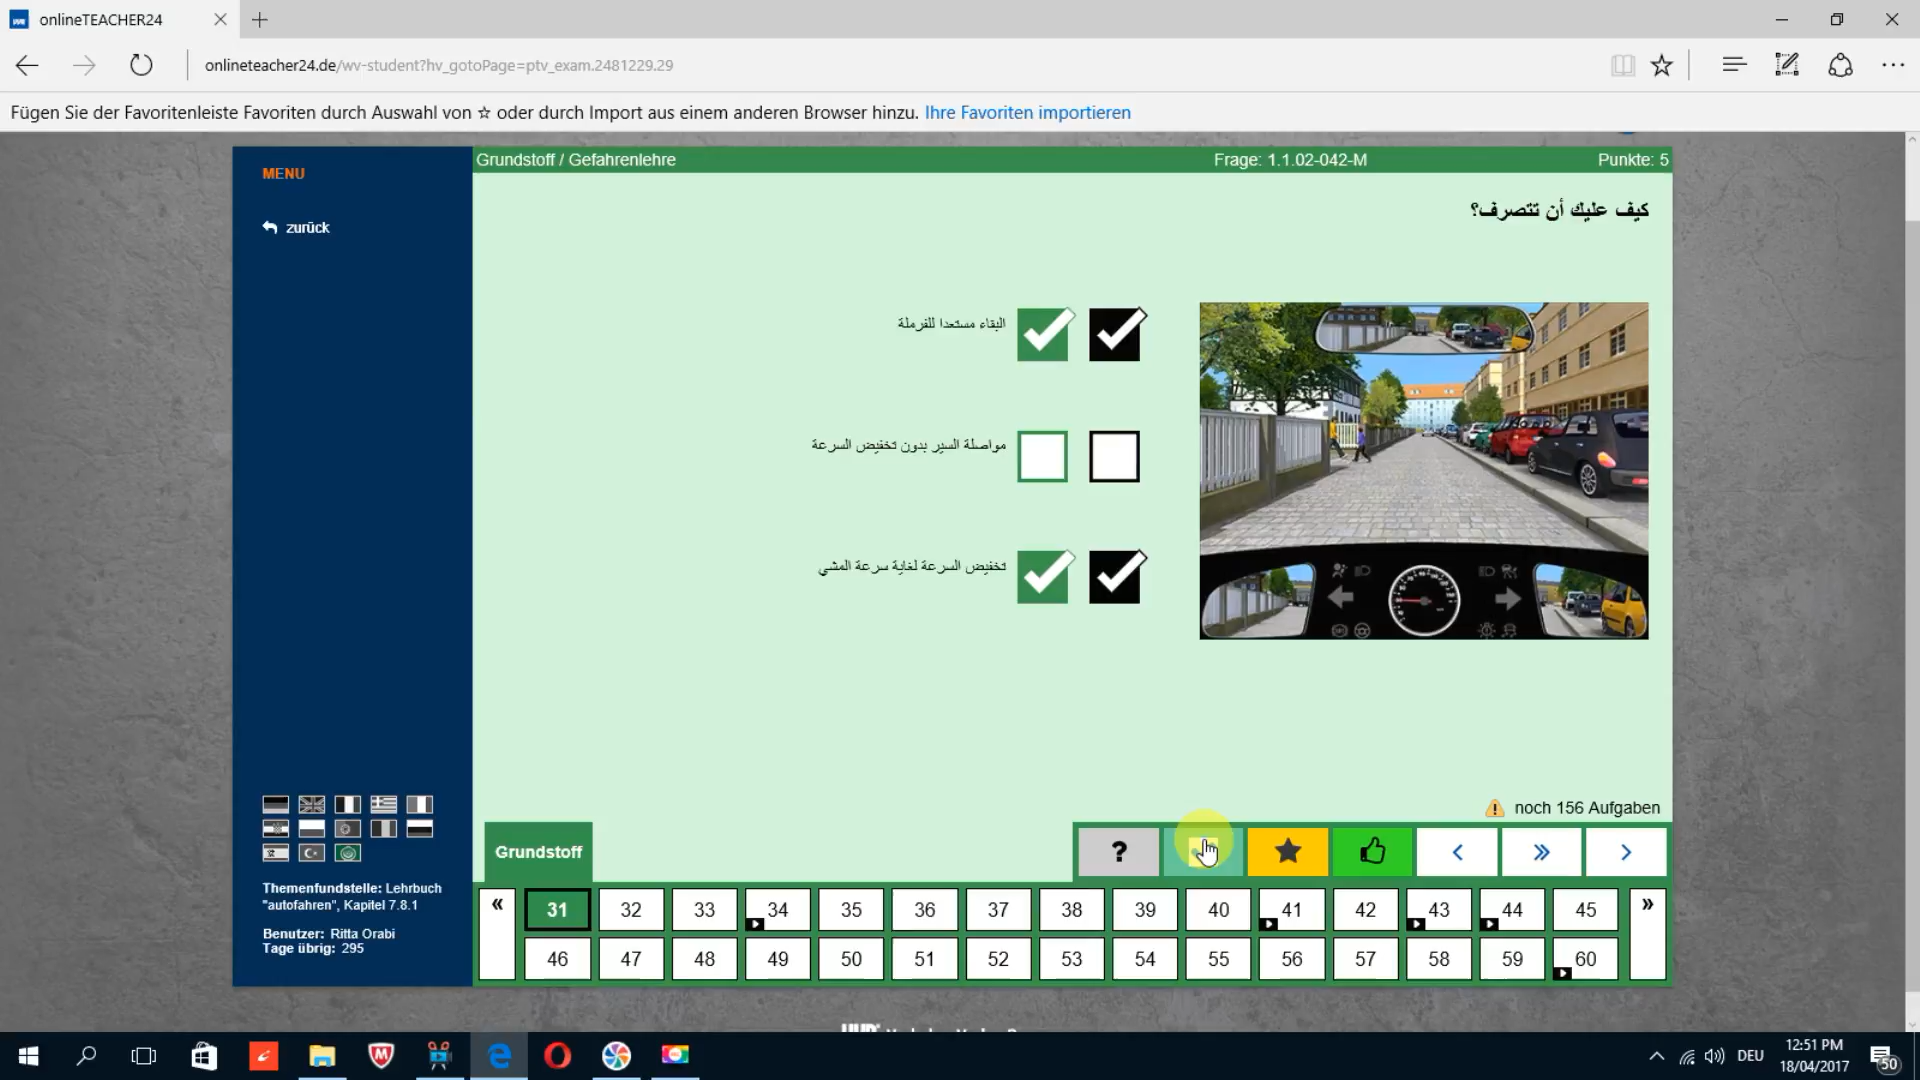 onlineTEACHER24
onlineteacher24.de/wv-student?hv_gotoPage=ptv_exam.2481229.29
Fügen Sie der Favoritenleiste Favoriten durch Auswahl von ☆ oder durch Import aus einem anderen Browser hinzu. Ihre Favoriten importieren
MENU
zurück
Grundstoff / Gefahrenlehre
Frage: 1.1.02-042-M
Punkte: 5
كيف عليك أن تتصرف؟
البقاء مستعدا للفرملة
مواصلة السير بدون تخفيض السرعة
تخفيض السرعة لغاية سرعة المشي
noch 156 Aufgaben
Grundstoff
?
« 31 32 33 34 35 36 37 38 39 40 41 42 43 44 45 »
46 47 48 49 50 51 52 53 54 55 56 57 58 59 60
Themenfundstelle: Lehrbuch
"autofahren", Kapitel 7.8.1
Benutzer: Ritta Orabi
Tage übrig: 295
DEU
12:51 PM
18/04/2017
50